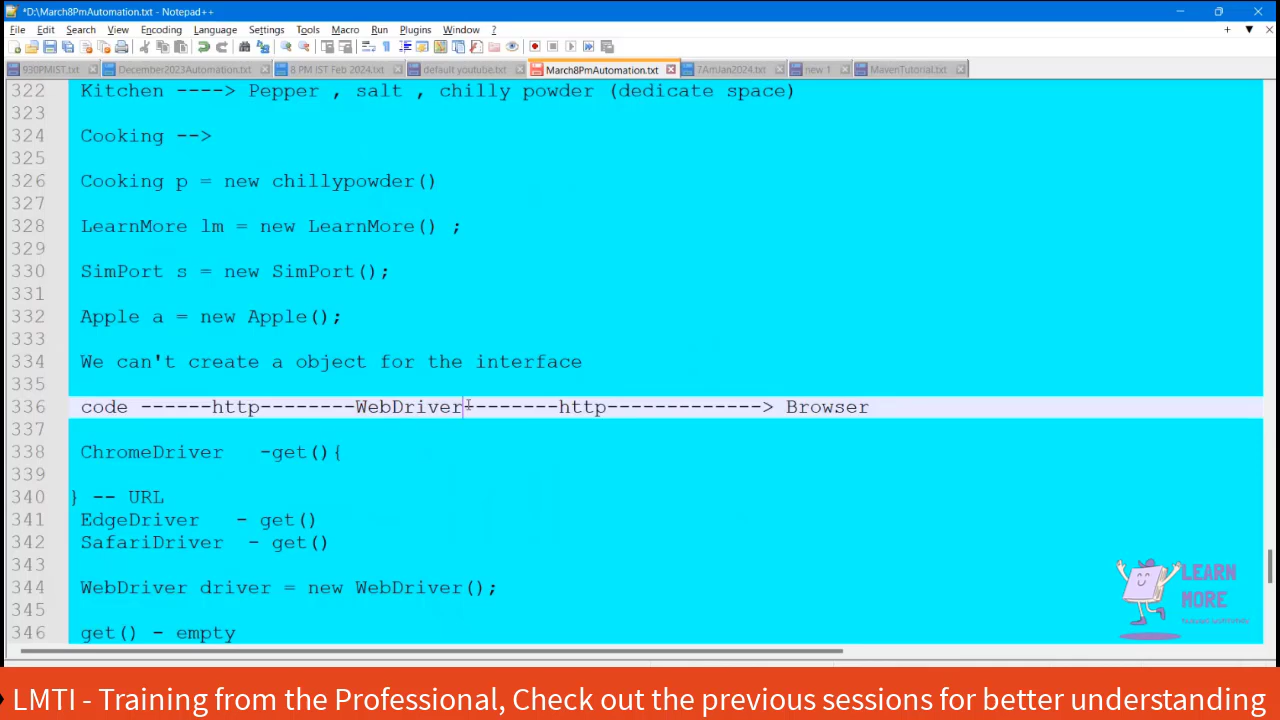 *D:\March8PmAutomation.txt - Notepad++
File Edit Search View Encoding Language Settings Tools Macro Run Plugins Window ?
930PMIST.txt December2023Automation.txt 8 PM IST Feb 2024.txt default youtube.txt March8PmAutomation.txt 7AmJan2024.txt new 1 MavenTutorial.txt
322 Kitchen ----> Pepper , salt , chilly powder (dedicate space)
323
324 Cooking -->
325
326 Cooking p = new chillypowder()
327
328 LearnMore lm = new LearnMore() ;
329
330 SimPort s = new SimPort();
331
332 Apple a = new Apple();
333
334 We can't create a object for the interface
335
336 code ------http--------WebDriver--------http-------------> Browser
337
338 ChromeDriver -get(){
339
340 } -- URL
341 EdgeDriver - get()
342 SafariDriver - get()
343
344 WebDriver driver = new WebDriver();
345
346 get() - empty
LEARN
MORE
LMTI - Training from the Professional, Check out the previous sessions for better understanding